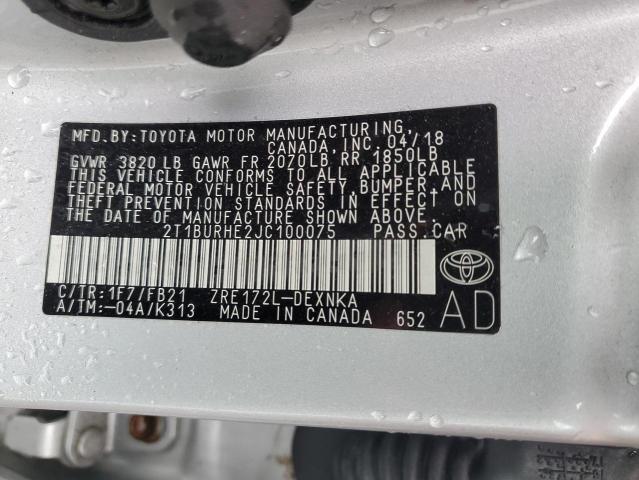 MFD.BY:TOYOTA MOTOR MANUFACTURING,
CANADA, INC. 04/18
GVWR 3820 LB GAWR FR 2070LB RR 1850LB
THIS VEHICLE CONFORMS TO ALL APPLICABLE
FEDERAL MOTOR VEHICLE SAFETY, BUMPER, AND
THEFT PREVENTION STANDARDS IN EFFECT ON
THE DATE OF MANUFACTURE SHOWN ABOVE.
2T1BURHE2JC100075 PASS.CAR
C/TR:1F7/FB21 ZRE172L-DEXNKA
A/TM:-04A/K313 MADE IN CANADA 652
AD